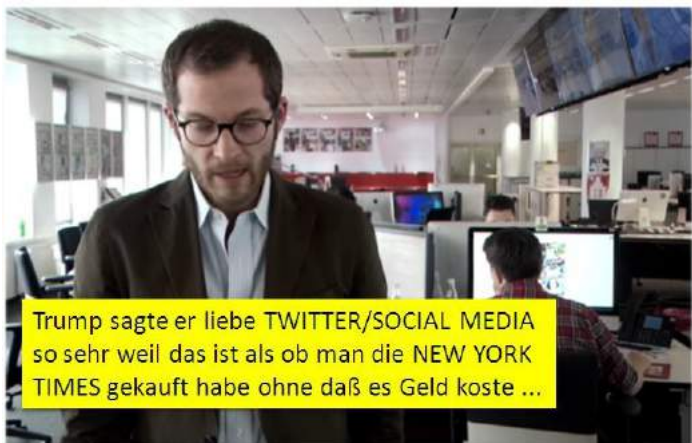 Trump sagte er liebe TWITTER/SOCIAL MEDIA
so sehr weil das ist als ob man die NEW YORK
TIMES gekauft habe ohne daß es Geld koste ...